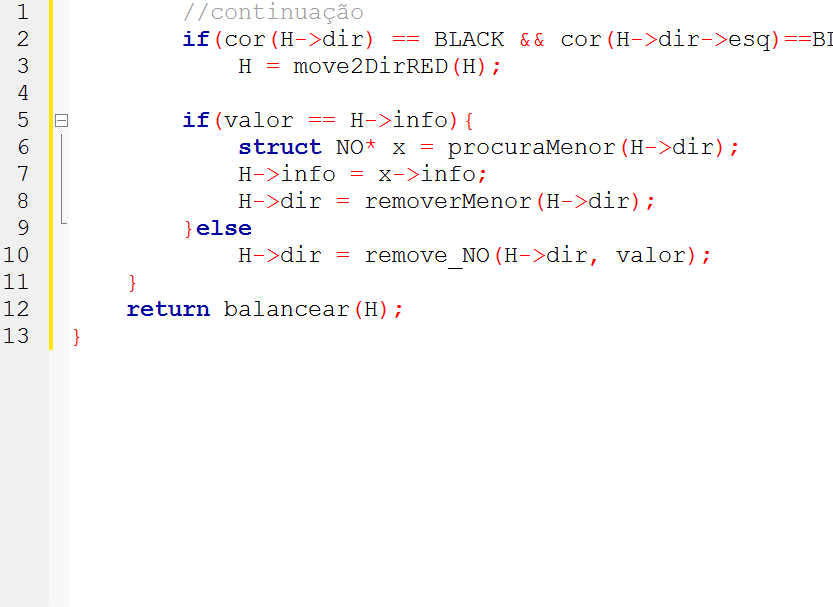 1 //continuação
2 if(cor(H->dir) == BLACK && cor(H->dir->esq)==
3 H = move2DirRED(H);
4
5 if(valor == H->info){
6 struct NO* x = procuraMenor(H->dir);
7 H->info = x->info;
8 H->dir = removerMenor(H->dir);
9 }else
10 H->dir = remove_NO(H->dir, valor);
11 }
12 return balancear(H);
13 }